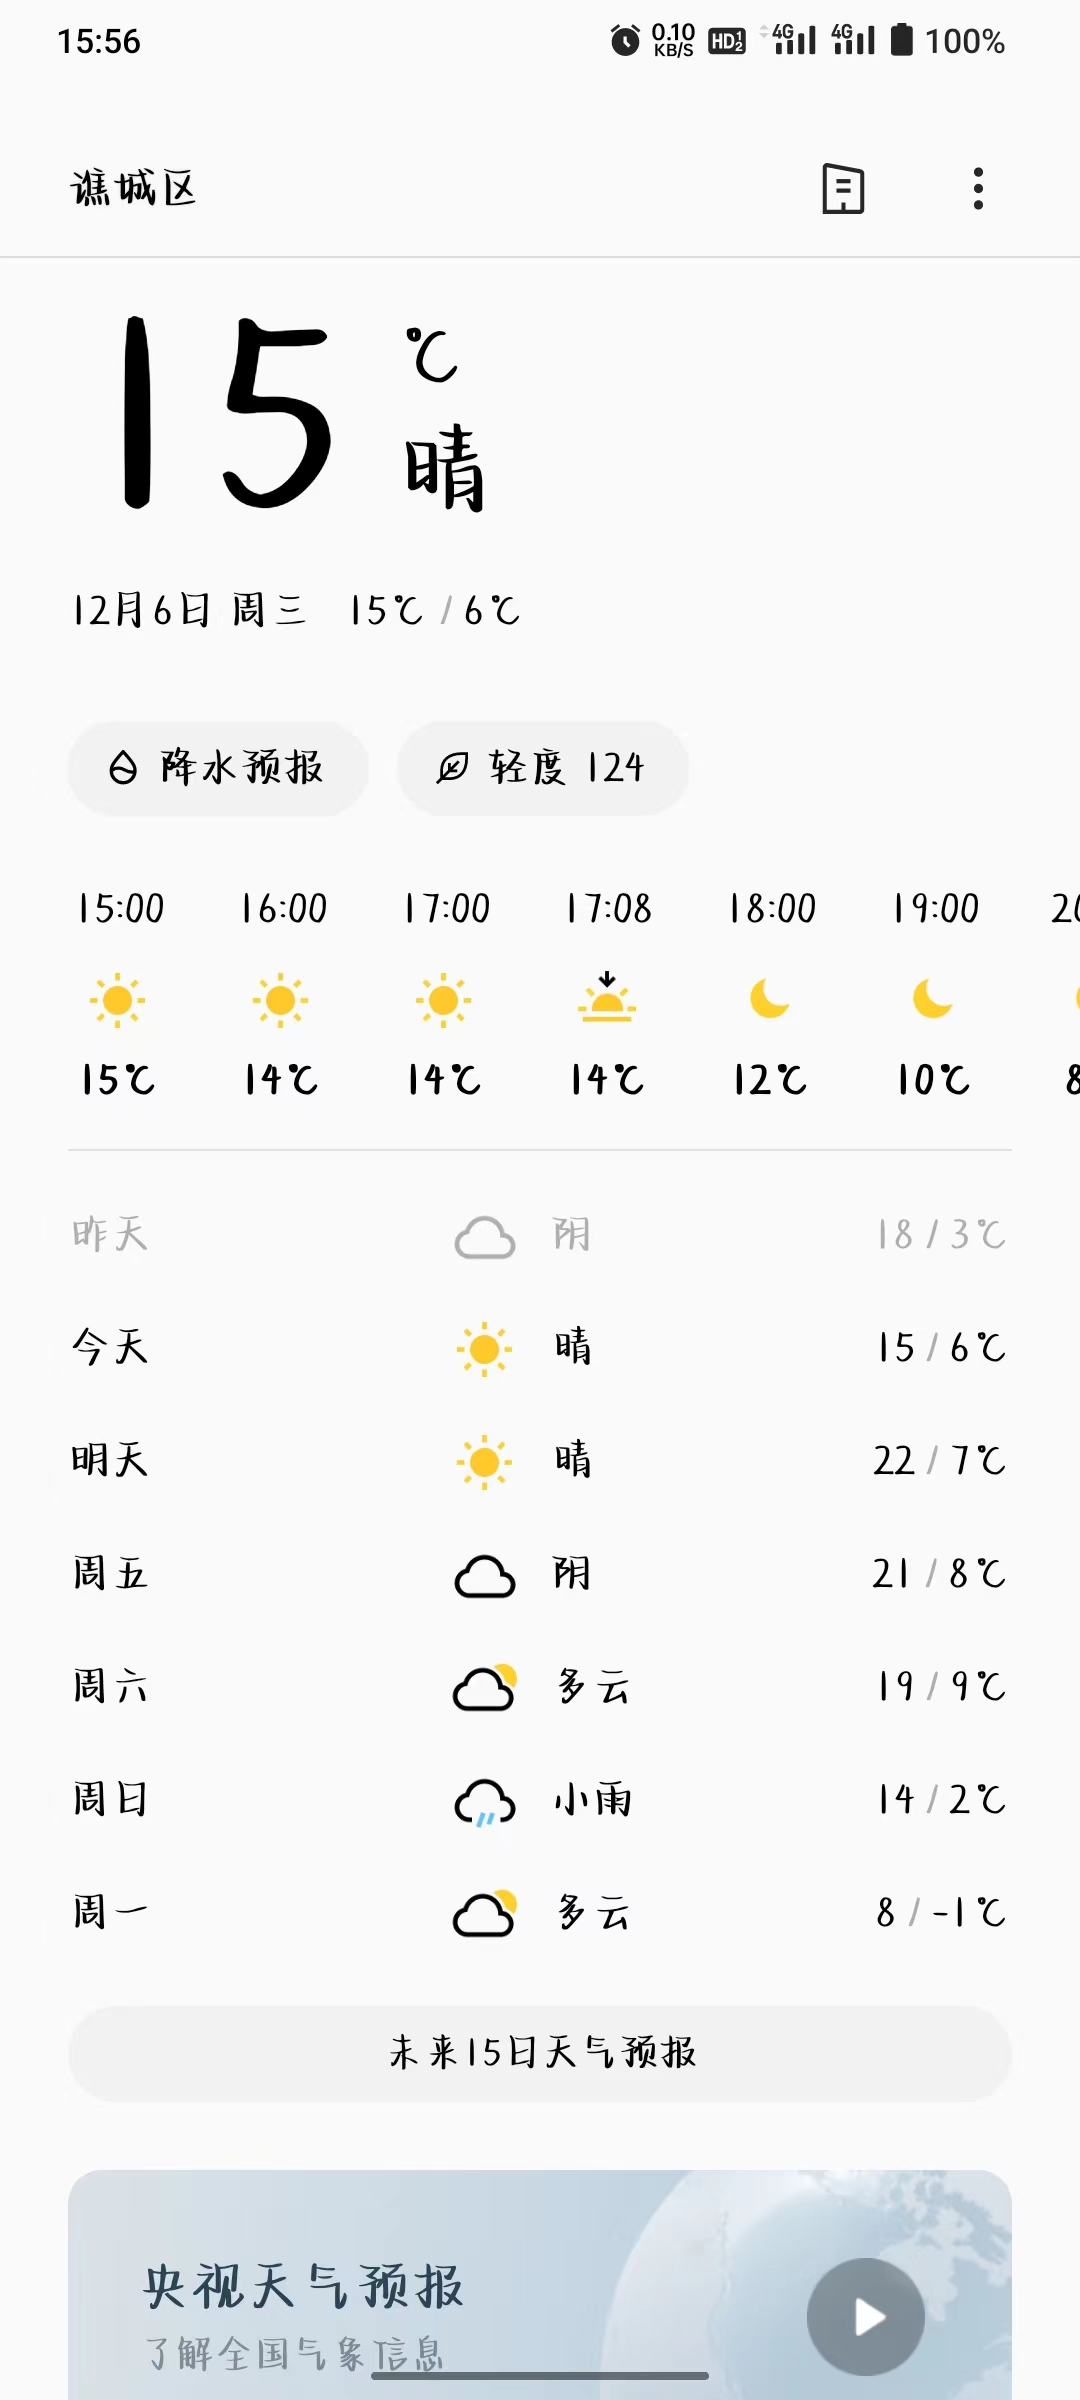 15:56
0.10 KB/S HD 1 2 4G 4G 100%
谯城区
15 ℃
晴
12月6日 周三 15℃ / 6℃
降水预报 轻度 124
15:00 16:00 17:00 17:08 18:00 19:00 20
15℃ 14℃ 14℃ 14℃ 12℃ 10℃ 8
昨天 阴 18 / 3℃
今天 晴 15 / 6℃
明天 晴 22 / 7℃
周五 阴 21 / 8℃
周六 多云 19 / 9℃
周日 小雨 14 / 2℃
周一 多云 8 / -1℃
未来15日天气预报
央视天气预报
了解全国气象信息